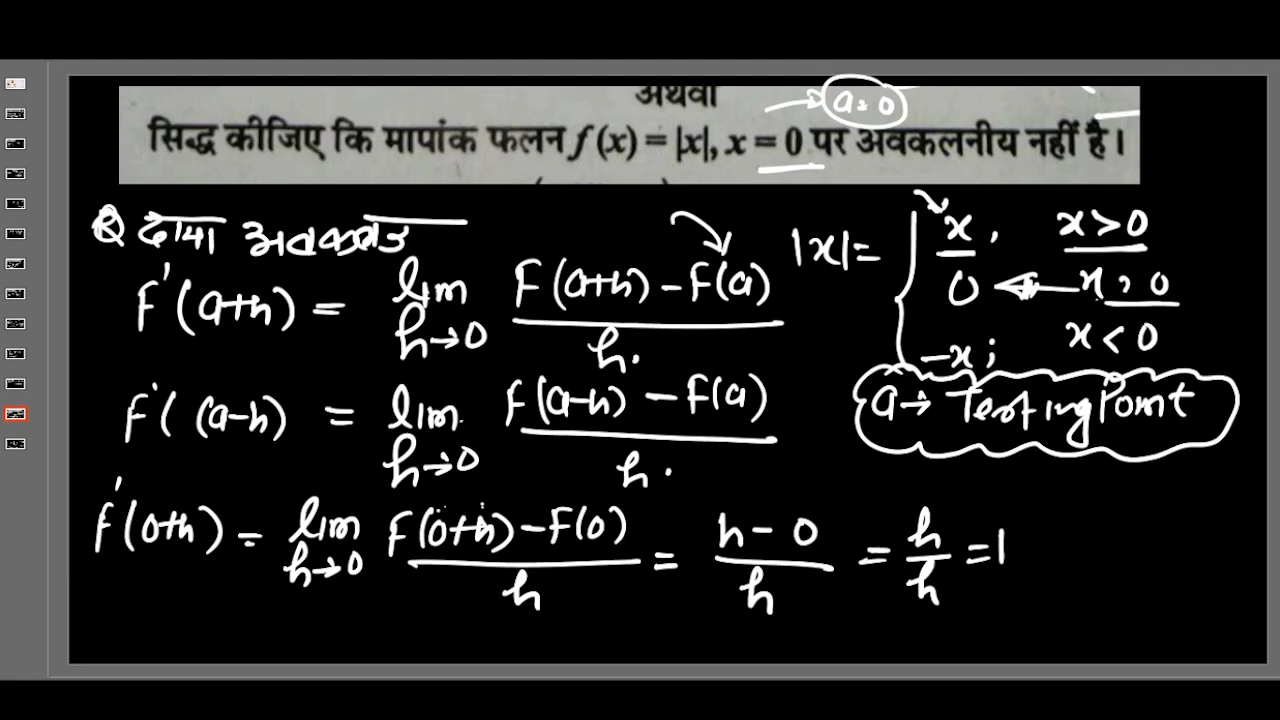 अथवा
a = 0
सिद्ध कीजिए कि मापांक फलन f (x) = |x|, x = 0 पर अवकलनीय नहीं है।
दायां
|x| = { x, x > 0
0 x = 0
-x; x < 0
F'(a+h) = lim h→0 F(a+h) - F(a) / h.
F'(a-h) = lim. h→0 F(a-h) - F(a) / h.
a → Testing Point
F'(0+h) = lim h→0 F(0+h) - F(0) / h = h - 0 / h = h / h = 1